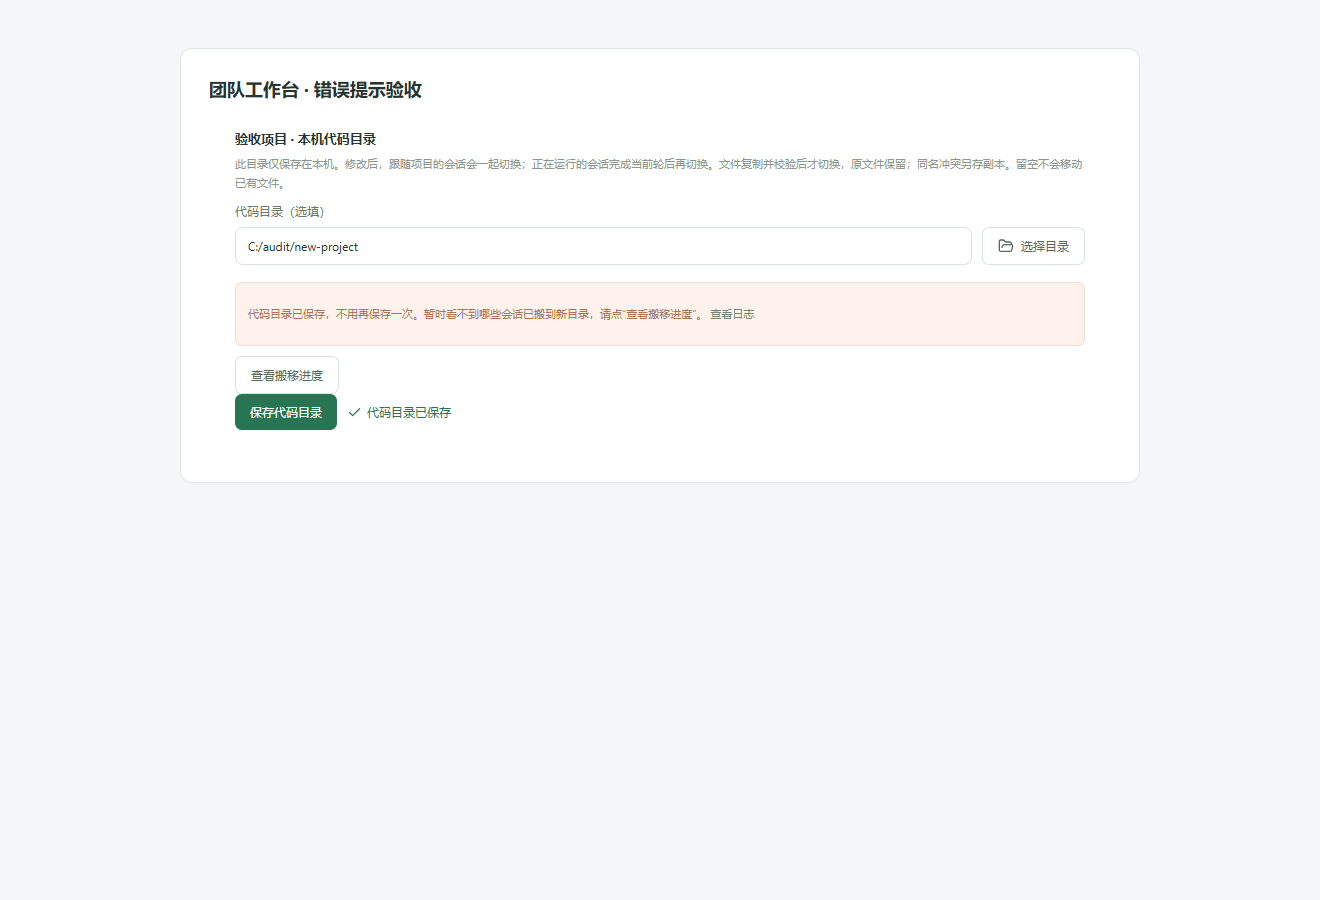 团队工作台 · 错误提示验收
验收项目 · 本机代码目录
此目录仅保存在本机。修改后，跟随项目的会话会一起切换；正在运行的会话完成当前轮后再切换。文件复制并校验后才切换，原文件保留；同名冲突另存副本。留空不会移动
已有文件。
代码目录（选填）
C:/audit/new-project
选择目录
代码目录已保存，不用再保存一次。暂时看不到哪些会话已搬到新目录，请点“查看搬移进度”。 查看日志
查看搬移进度
保存代码目录
代码目录已保存